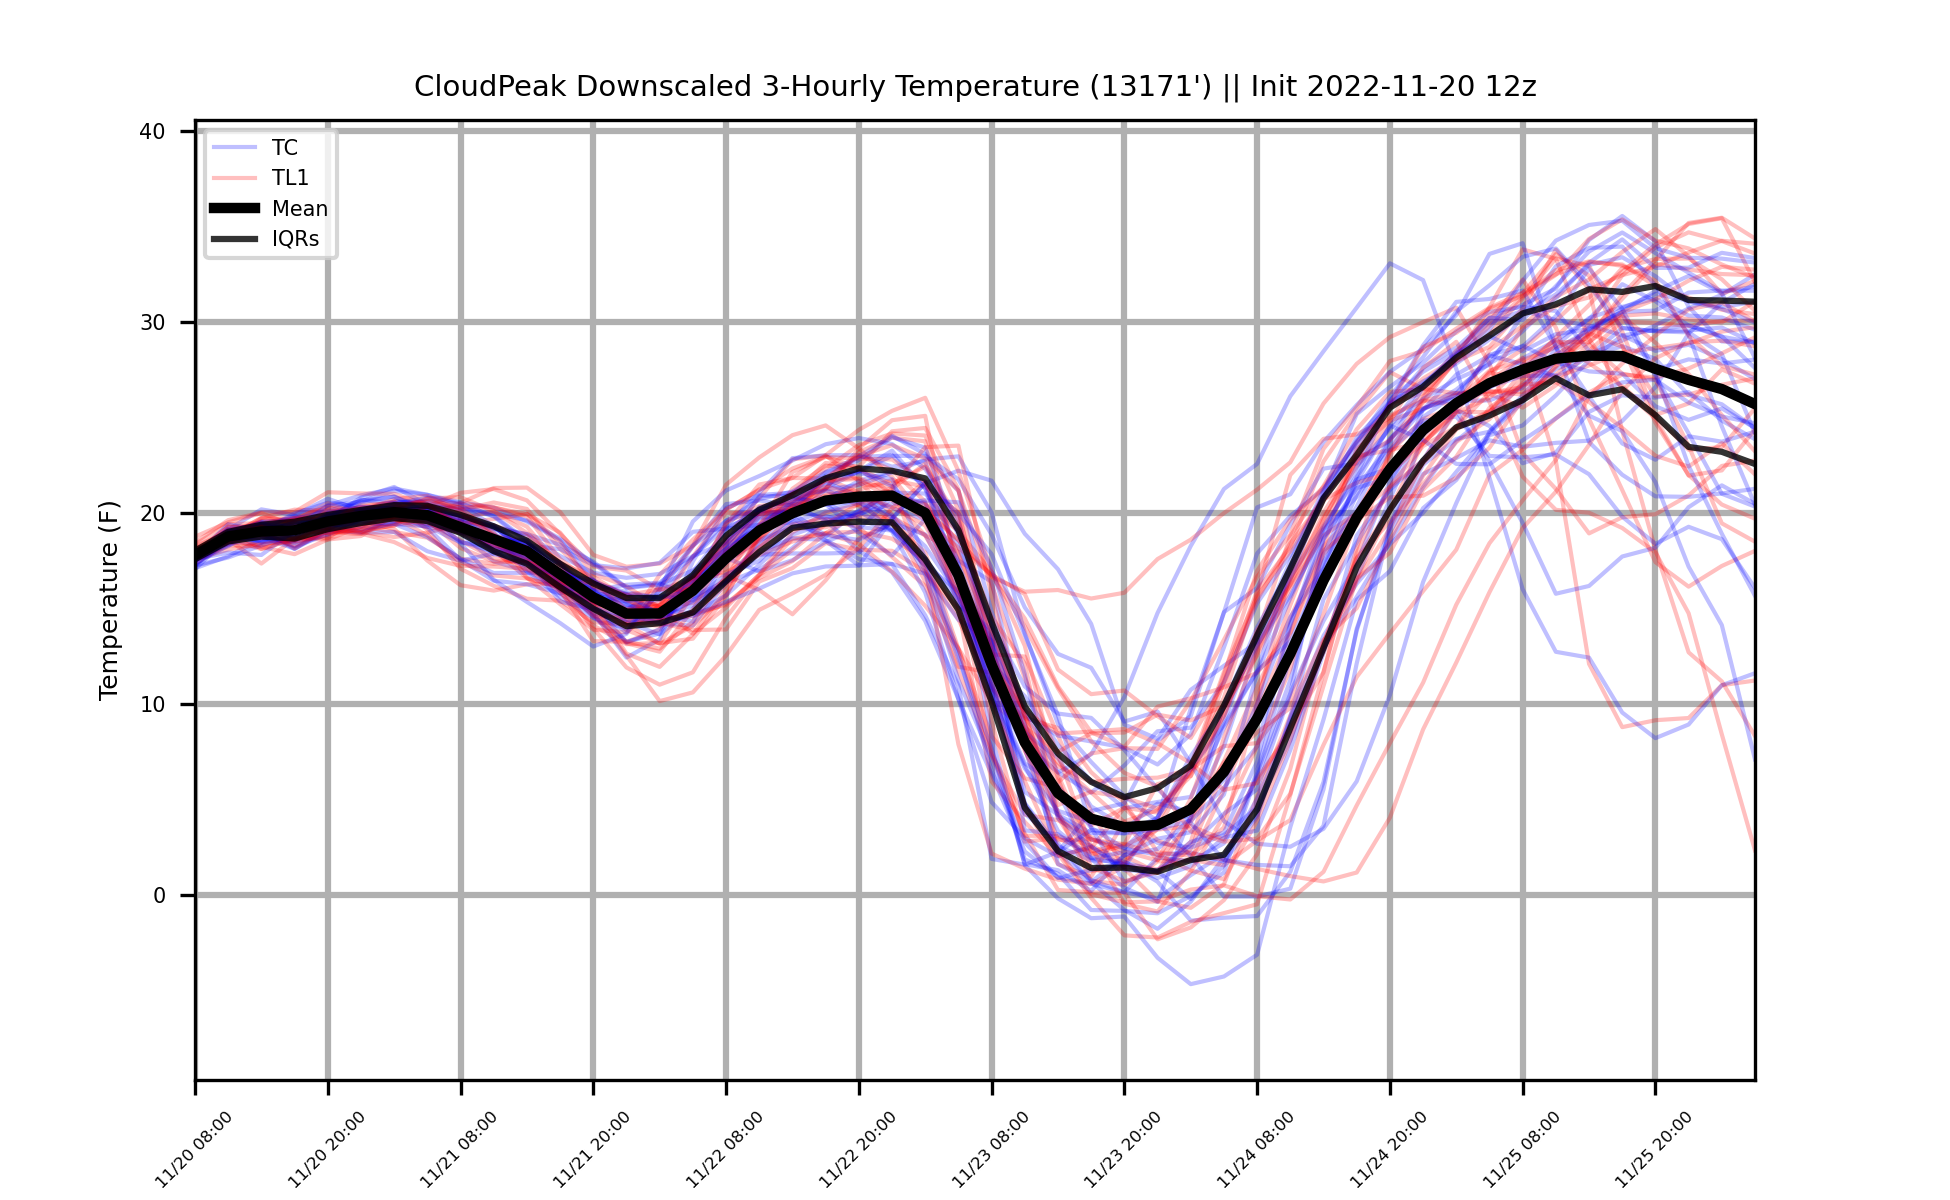 CloudPeak Downscaled 3-Hourly Temperature (13171') || Init 2022-11-20 12z
TC
TL1
Mean
IQRs
Temperature (F)
40
30
20
10
0
11/20 08:00
11/20 20:00
11/21 08:00
11/21 20:00
11/22 08:00
11/22 20:00
11/23 08:00
11/23 20:00
11/24 08:00
11/24 20:00
11/25 08:00
11/25 20:00